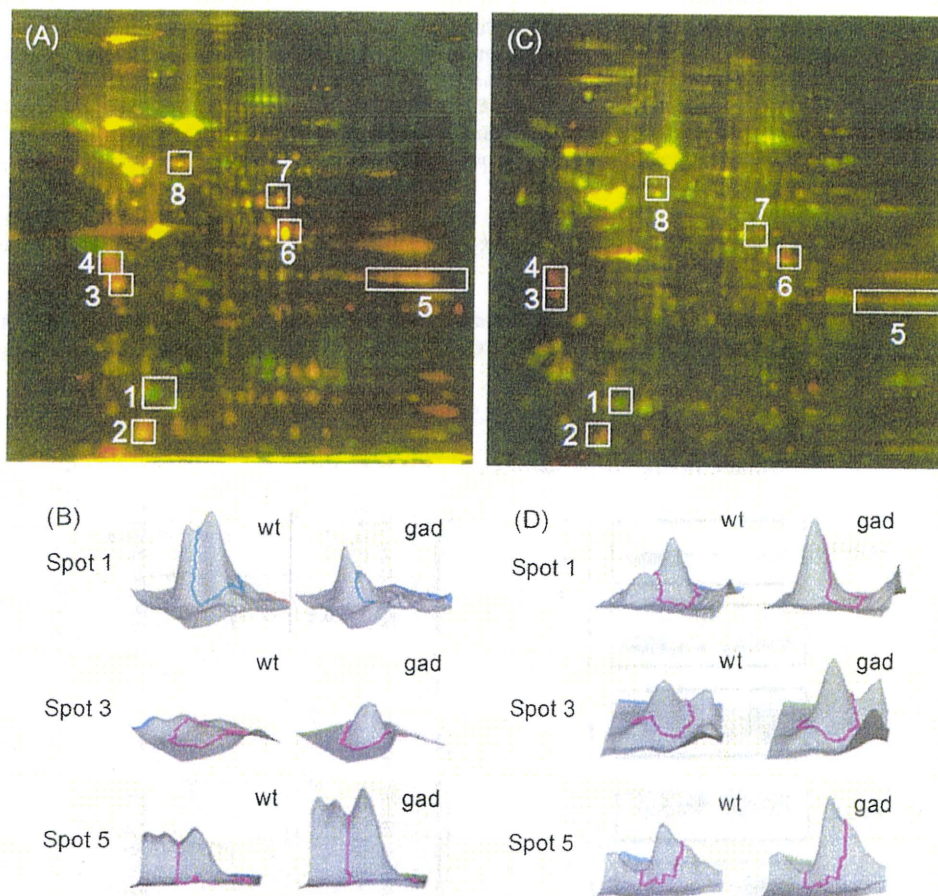 (A)
8
7
6
4
3
5
1
2
(C)
8
7
6
4
3
5
1
2
(B)
wt
gad
Spot 1
wt
gad
Spot 3
wt
gad
Spot 5
(D)
wt
gad
Spot 1
wt
gad
Spot 3
wt
gad
Spot 5